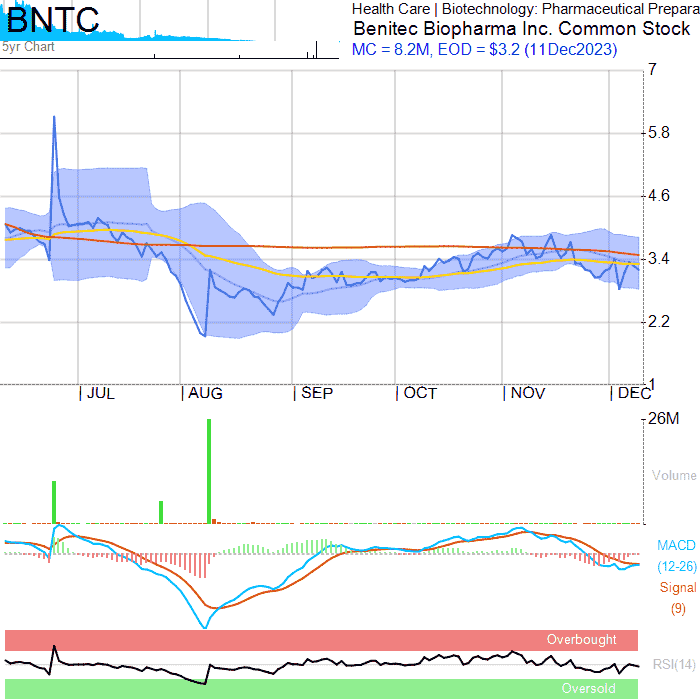 BNTC
Health Care | Biotechnology: Pharmaceutical Prepara
Benitec Biopharma Inc. Common Stock
MC = 8.2M, EOD = $3.2 (11Dec2023)
5yr Chart
7
5.8
4.6
3.4
2.2
1
JUL
AUG
SEP
OCT
NOV
DEC
26M
Volume
MACD
(12-26)
Signal
(9)
Overbought
RSI(14)
Oversold